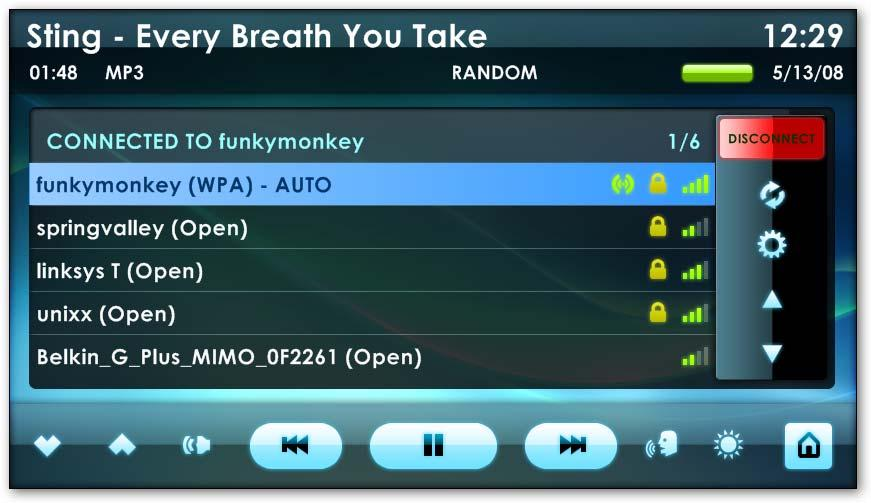 Sting - Every Breath You Take 12:29
01:48 MP3 RANDOM 5/13/08
CONNECTED TO funkymonkey 1/6 DISCONNECT
funkymonkey (WPA) - AUTO
springvalley (Open)
linksys T (Open)
unixx (Open)
Belkin_G_Plus_MIMO_0F2261 (Open)